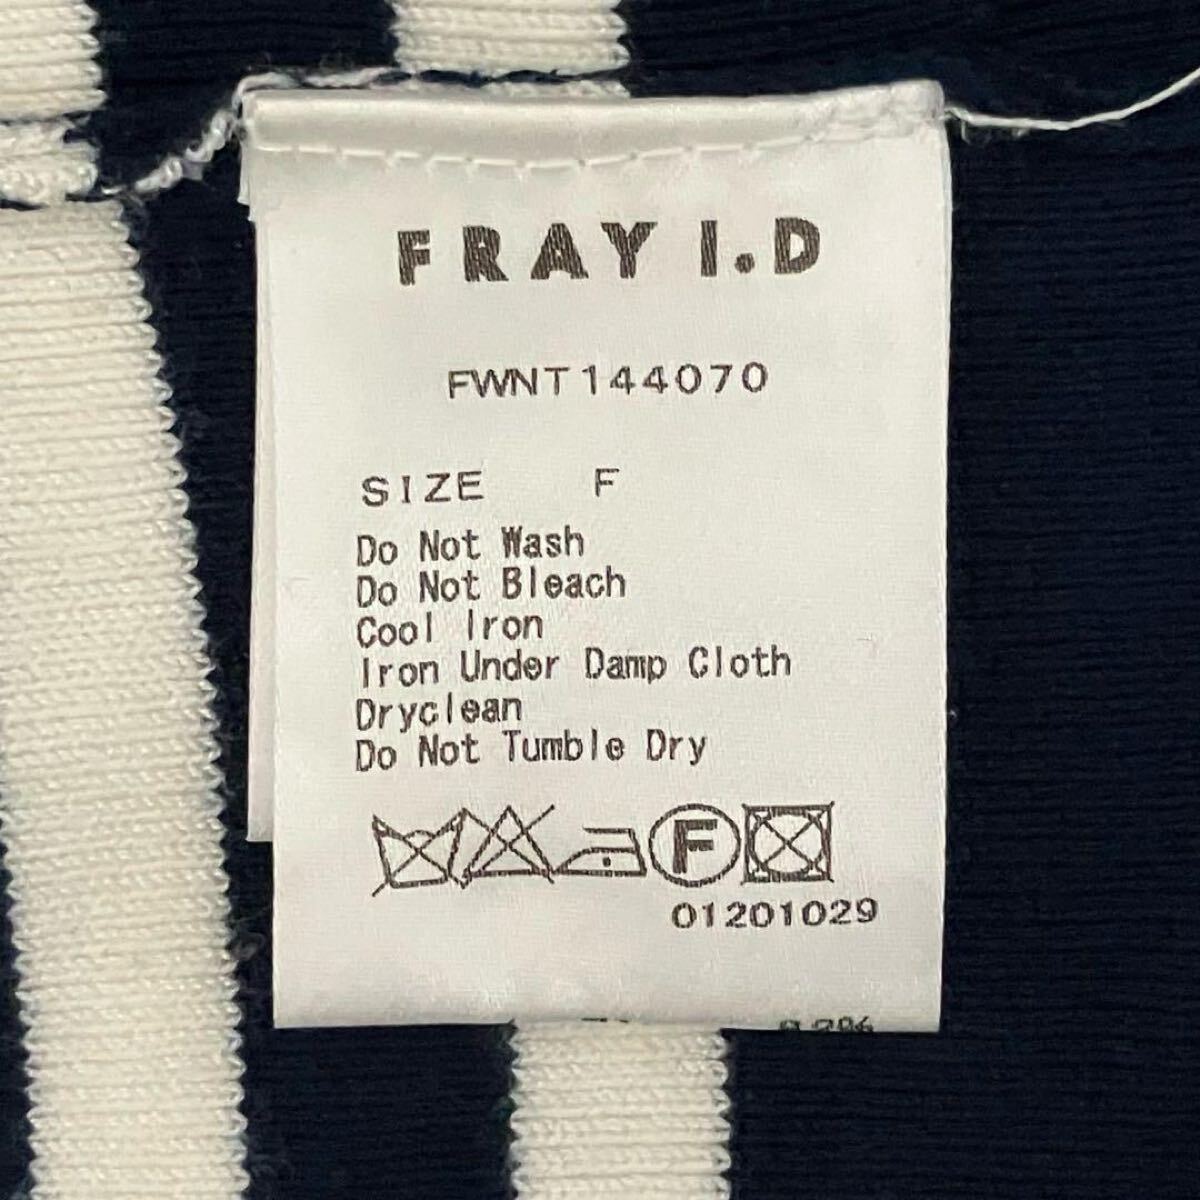 FRAY I.D
FWNT144070
SIZE F
Do Not Wash
Do Not Bleach
Cool Iron
Iron Under Damp Cloth
Dryclean
Do Not Tumble Dry
F
01201029